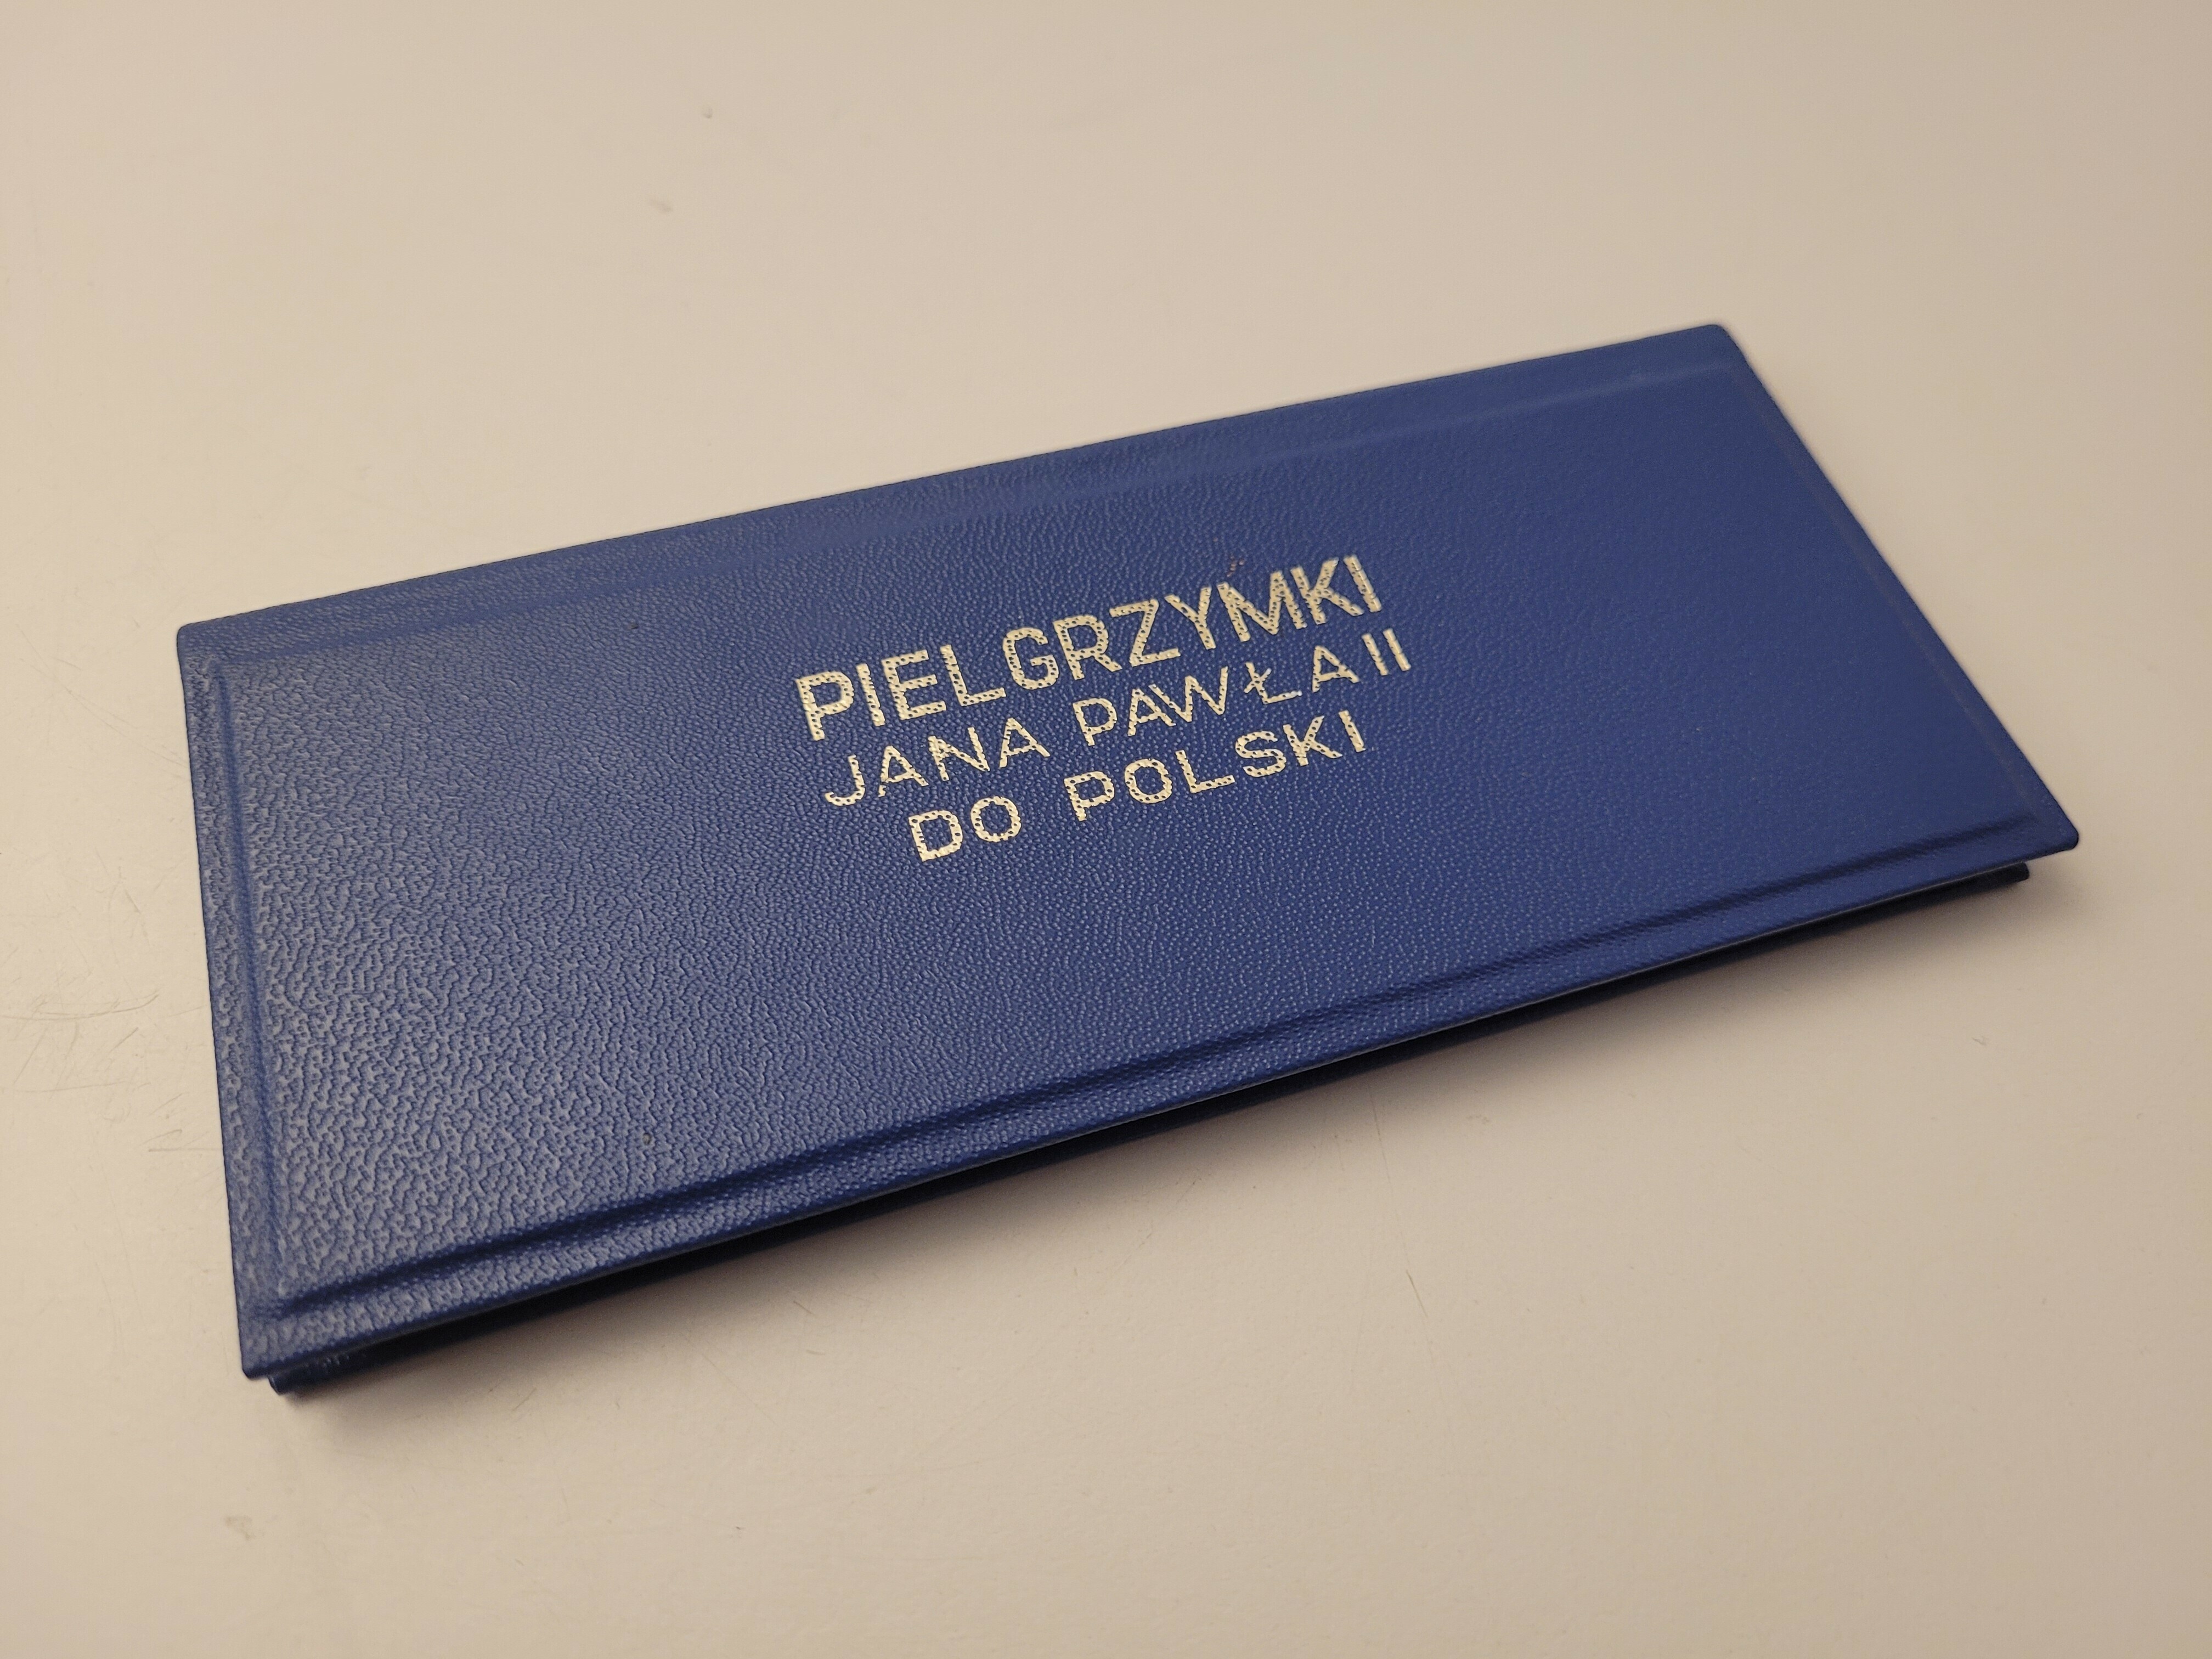 PIELGRZYMKI
JANA PAWŁA II
DO POLSKI